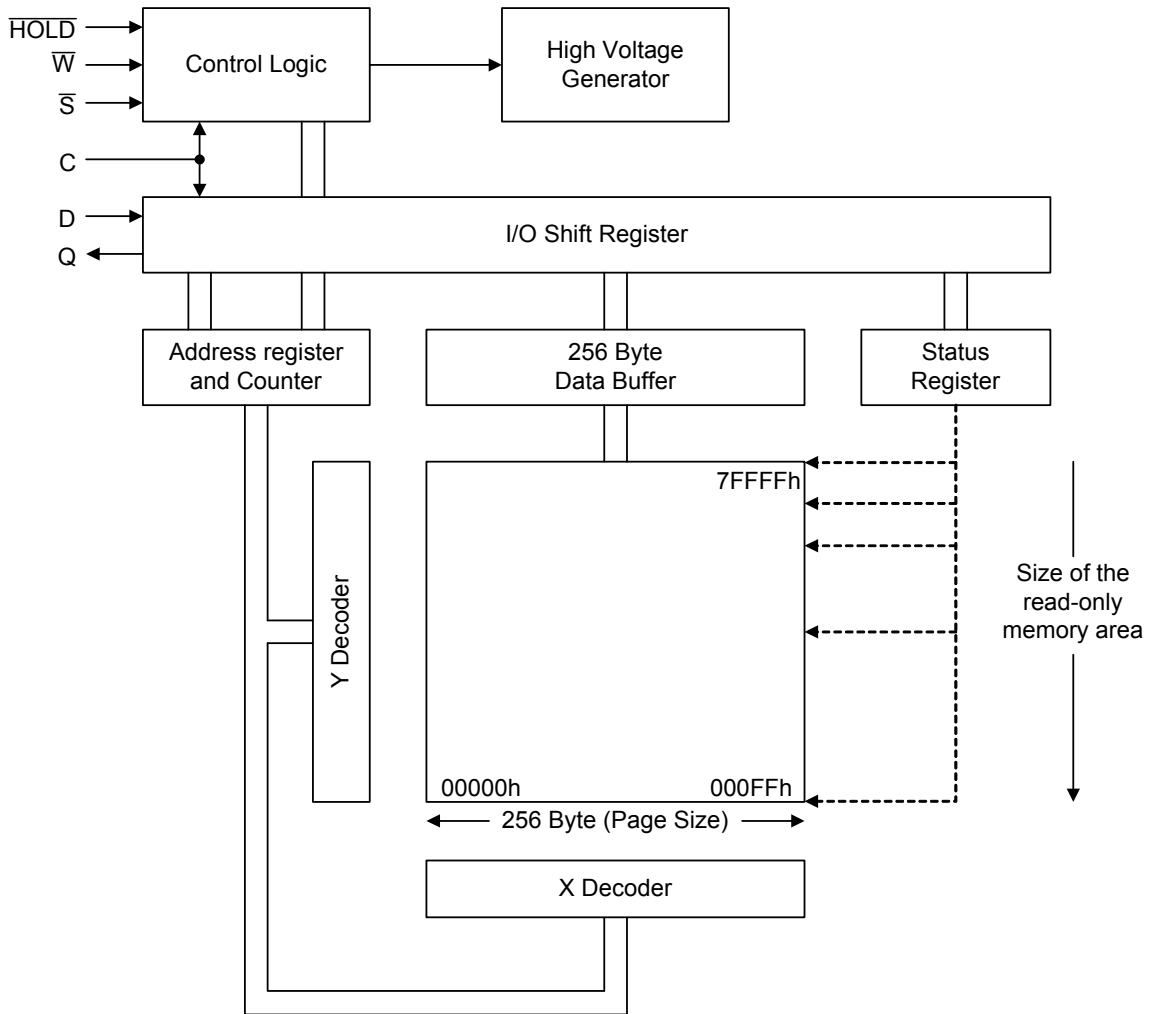 H̅O̅L̅D̅
W̅
S̅
C
D
Q
Control Logic
High Voltage
Generator
I/O Shift Register
Address register
and Counter
256 Byte
Data Buffer
Status
Register
Y Decoder
7FFFFh
00000h
000FFh
256 Byte (Page Size)
Size of the
read-only
memory area
X Decoder